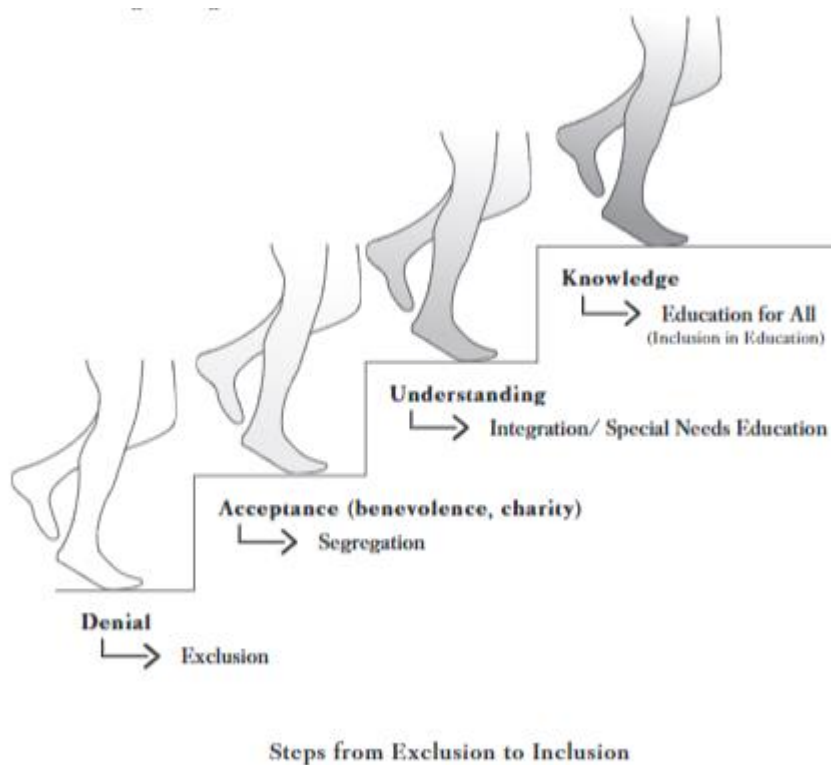 Knowledge
Education for All
(Inclusion in Education)
Understanding
Integration/ Special Needs Education
Acceptance (benevolence, charity)
Segregation
Denial
Exclusion
Steps from Exclusion to Inclusion